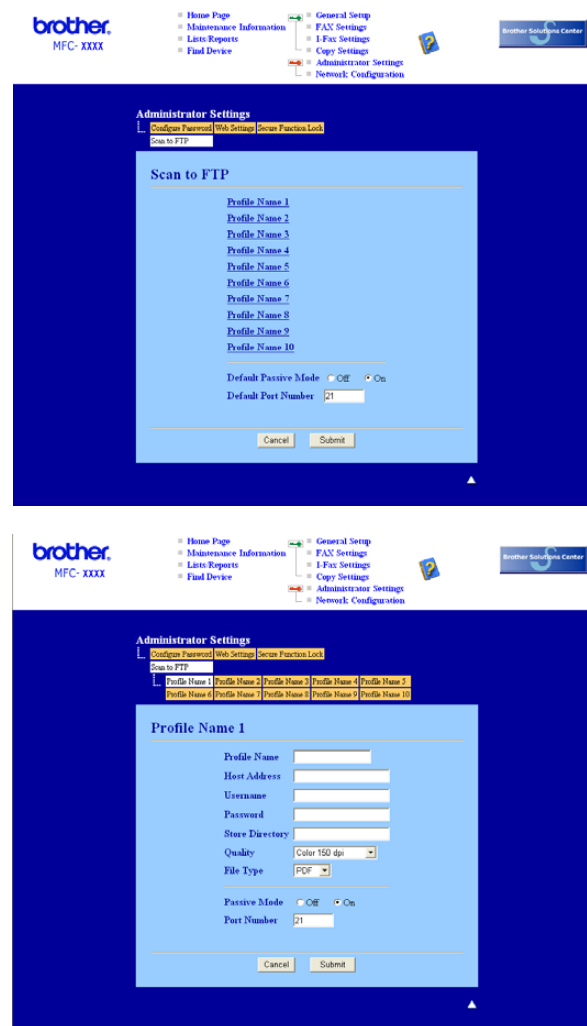 brother.
MFC- XXXX
Home Page
Maintenance Information
Lists/Reports
Find Device
General Setup
FAX Settings
I-Fax Settings
Copy Settings
Administrator Settings
Network Configuration
Brother Solutions Center
Administrator Settings
Configure Password Web Settings Secure Function Lock
Scan to FTP
Scan to FTP
Profile Name 1
Profile Name 2
Profile Name 3
Profile Name 4
Profile Name 5
Profile Name 6
Profile Name 7
Profile Name 8
Profile Name 9
Profile Name 10
Default Passive Mode Off On
Default Port Number 21
Cancel Submit
brother.
MFC- XXXX
Home Page
Maintenance Information
Lists/Reports
Find Device
General Setup
FAX Settings
I-Fax Settings
Copy Settings
Administrator Settings
Network Configuration
Brother Solutions Center
Administrator Settings
Configure Password Web Settings Secure Function Lock
Scan to FTP
Profile Name 1 Profile Name 2 Profile Name 3 Profile Name 4 Profile Name 5
Profile Name 6 Profile Name 7 Profile Name 8 Profile Name 9 Profile Name 10
Profile Name 1
Profile Name
Host Address
Username
Password
Store Directory
Quality Color 150 dpi
File Type PDF
Passive Mode Off On
Port Number 21
Cancel Submit